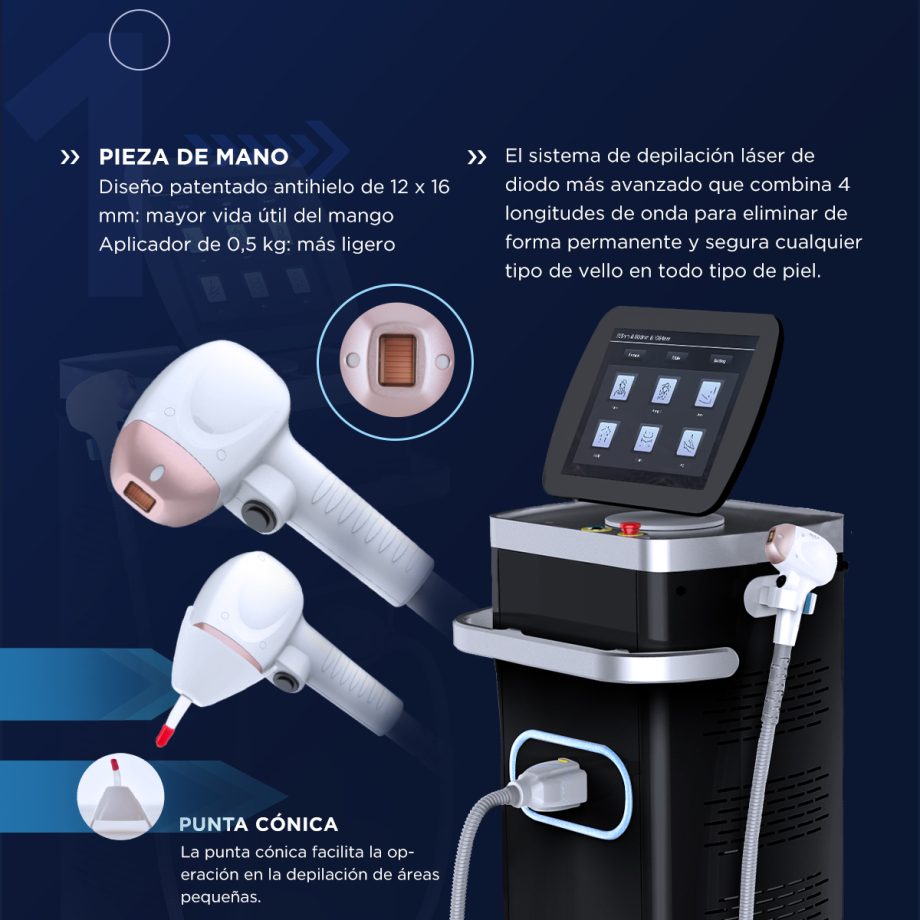 1
PIEZA DE MANO
Diseño patentado antihielo de 12 x 16
mm: mayor vida útil del mango
Aplicador de 0,5 kg: más ligero
El sistema de depilación láser de
diodo más avanzado que combina 4
longitudes de onda para eliminar de
forma permanente y segura cualquier
tipo de vello en todo tipo de piel.
PUNTA CÓNICA
La punta cónica facilita la op-
eración en la depilación de áreas
pequeñas.